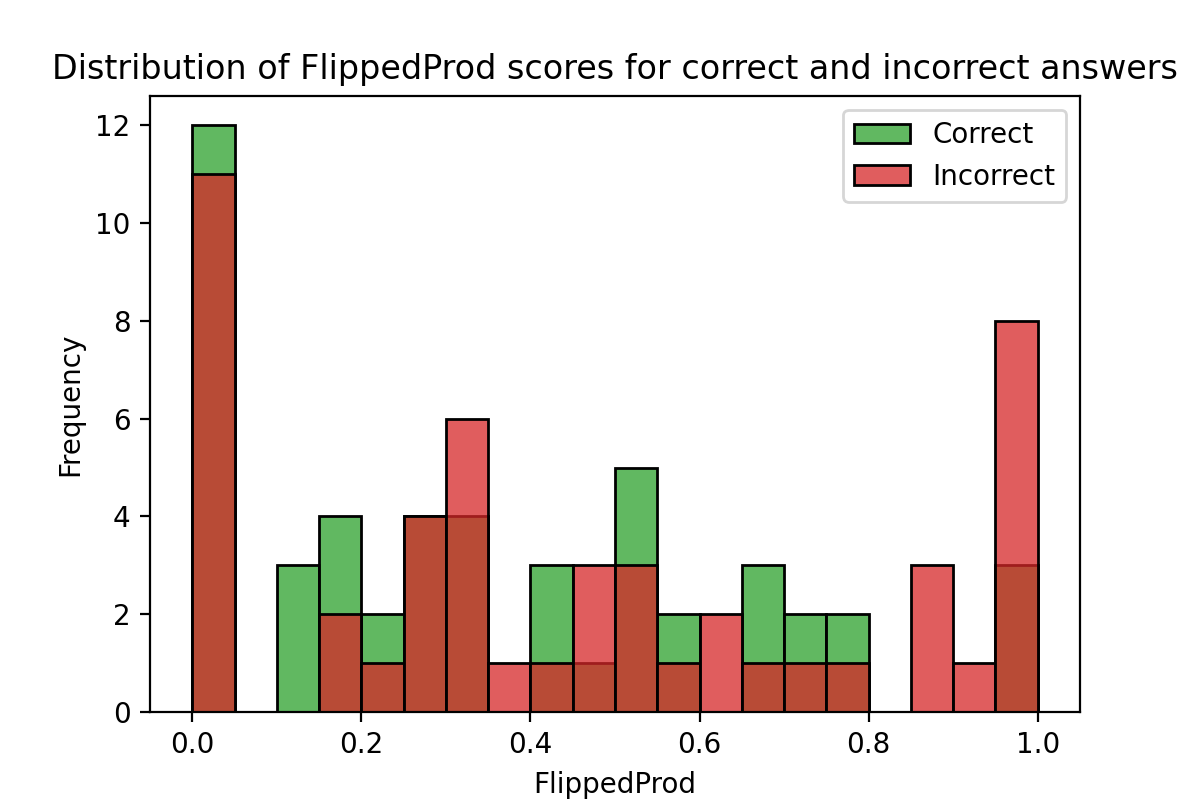 Distribution of FlippedProd scores for correct and incorrect answers
Correct
Incorrect
12
10
8
6
4
2
0
Frequency
0.0 0.2 0.4 0.6 0.8 1.0
FlippedProd